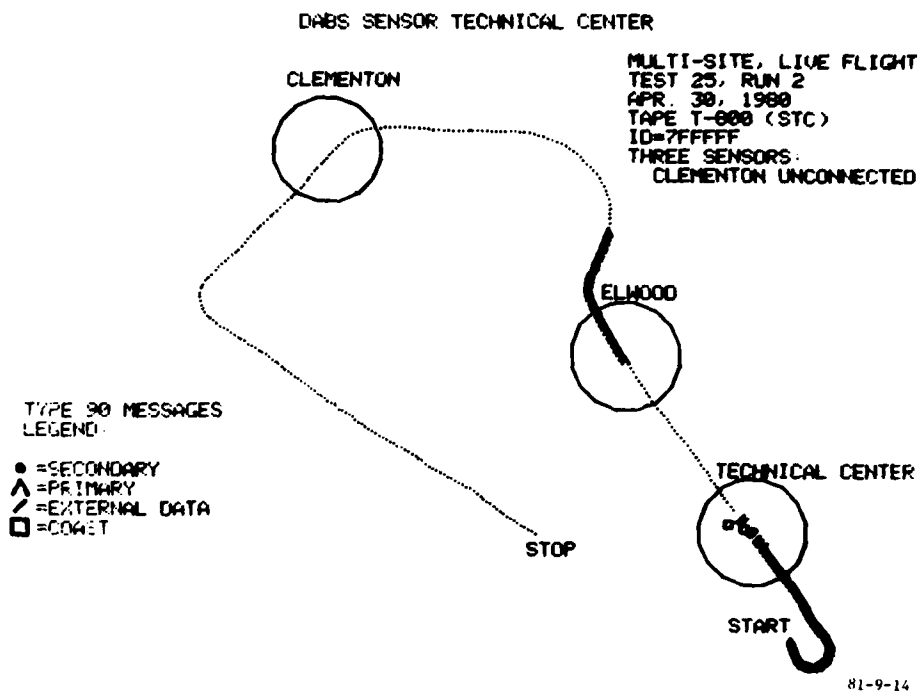 DABS SENSOR TECHNICAL CENTER
MULTI-SITE, LIVE FLIGHT
TEST 25, RUN 2
APR. 30, 1980
TAPE T-800 (STC)
ID=7FFFFF
THREE SENSORS.
CLEMENTON UNCONNECTED
CLEMENTON
ELWOOD
TYPE 90 MESSAGES
LEGEND.
=SECONDARY
=PRIMARY
=EXTERNAL DATA
=COAST
TECHNICAL CENTER
STOP
START
81-9-14